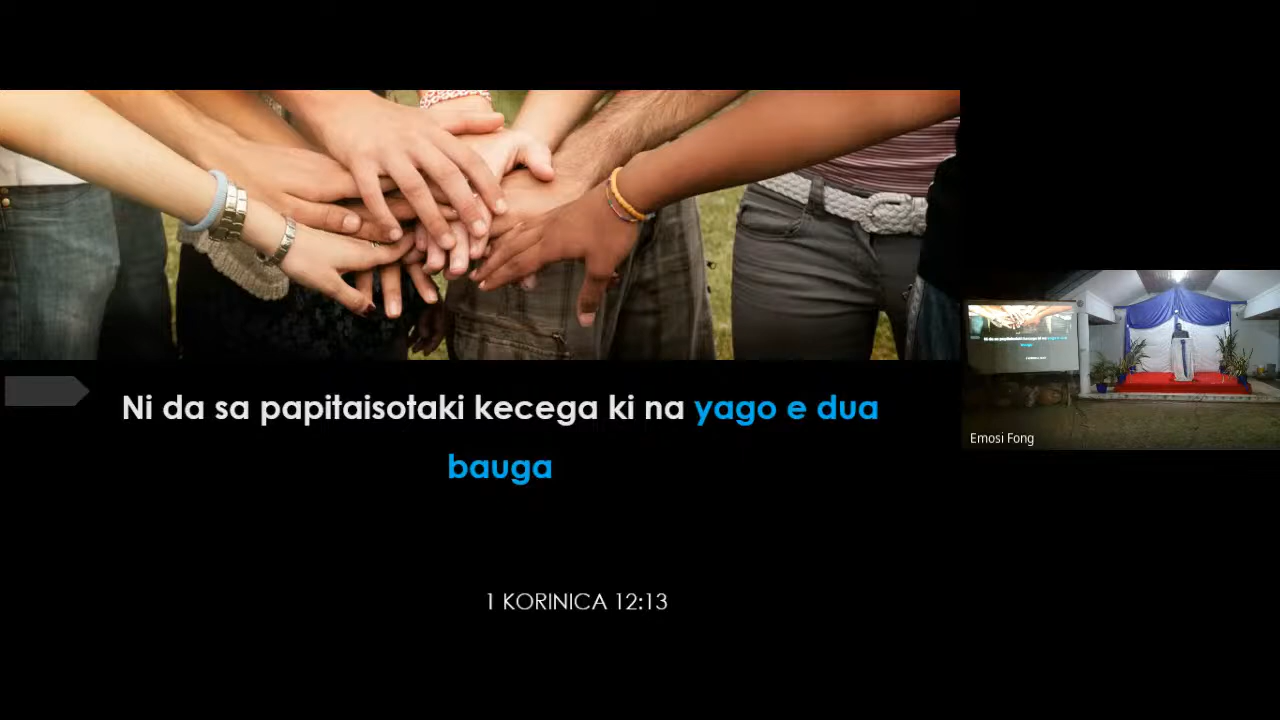 Ni da sa papitaisotaki kecega ki na yago e dua
bauga
1 KORINICA 12:13
Emosi Fong